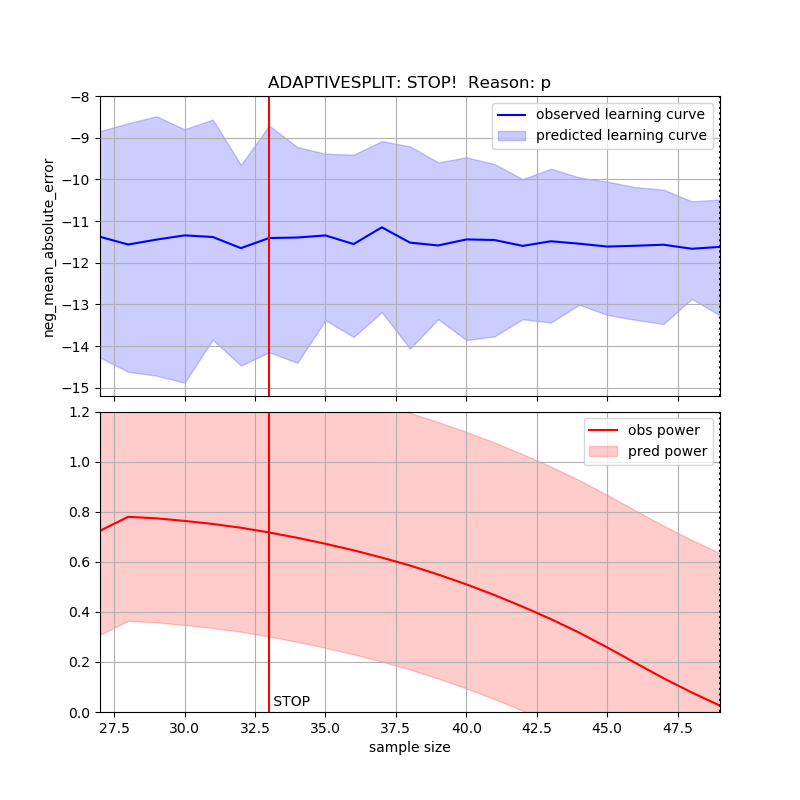 ADAPTIVESPLIT: STOP!  Reason: p
−8
−9
−10
−11
−12
−13
−14
−15
neg_mean_absolute_error
observed learning curve
predicted learning curve
1.2
1.0
0.8
0.6
0.4
0.2
0.0
obs power
pred power
STOP
27.5 30.0 32.5 35.0 37.5 40.0 42.5 45.0 47.5
sample size